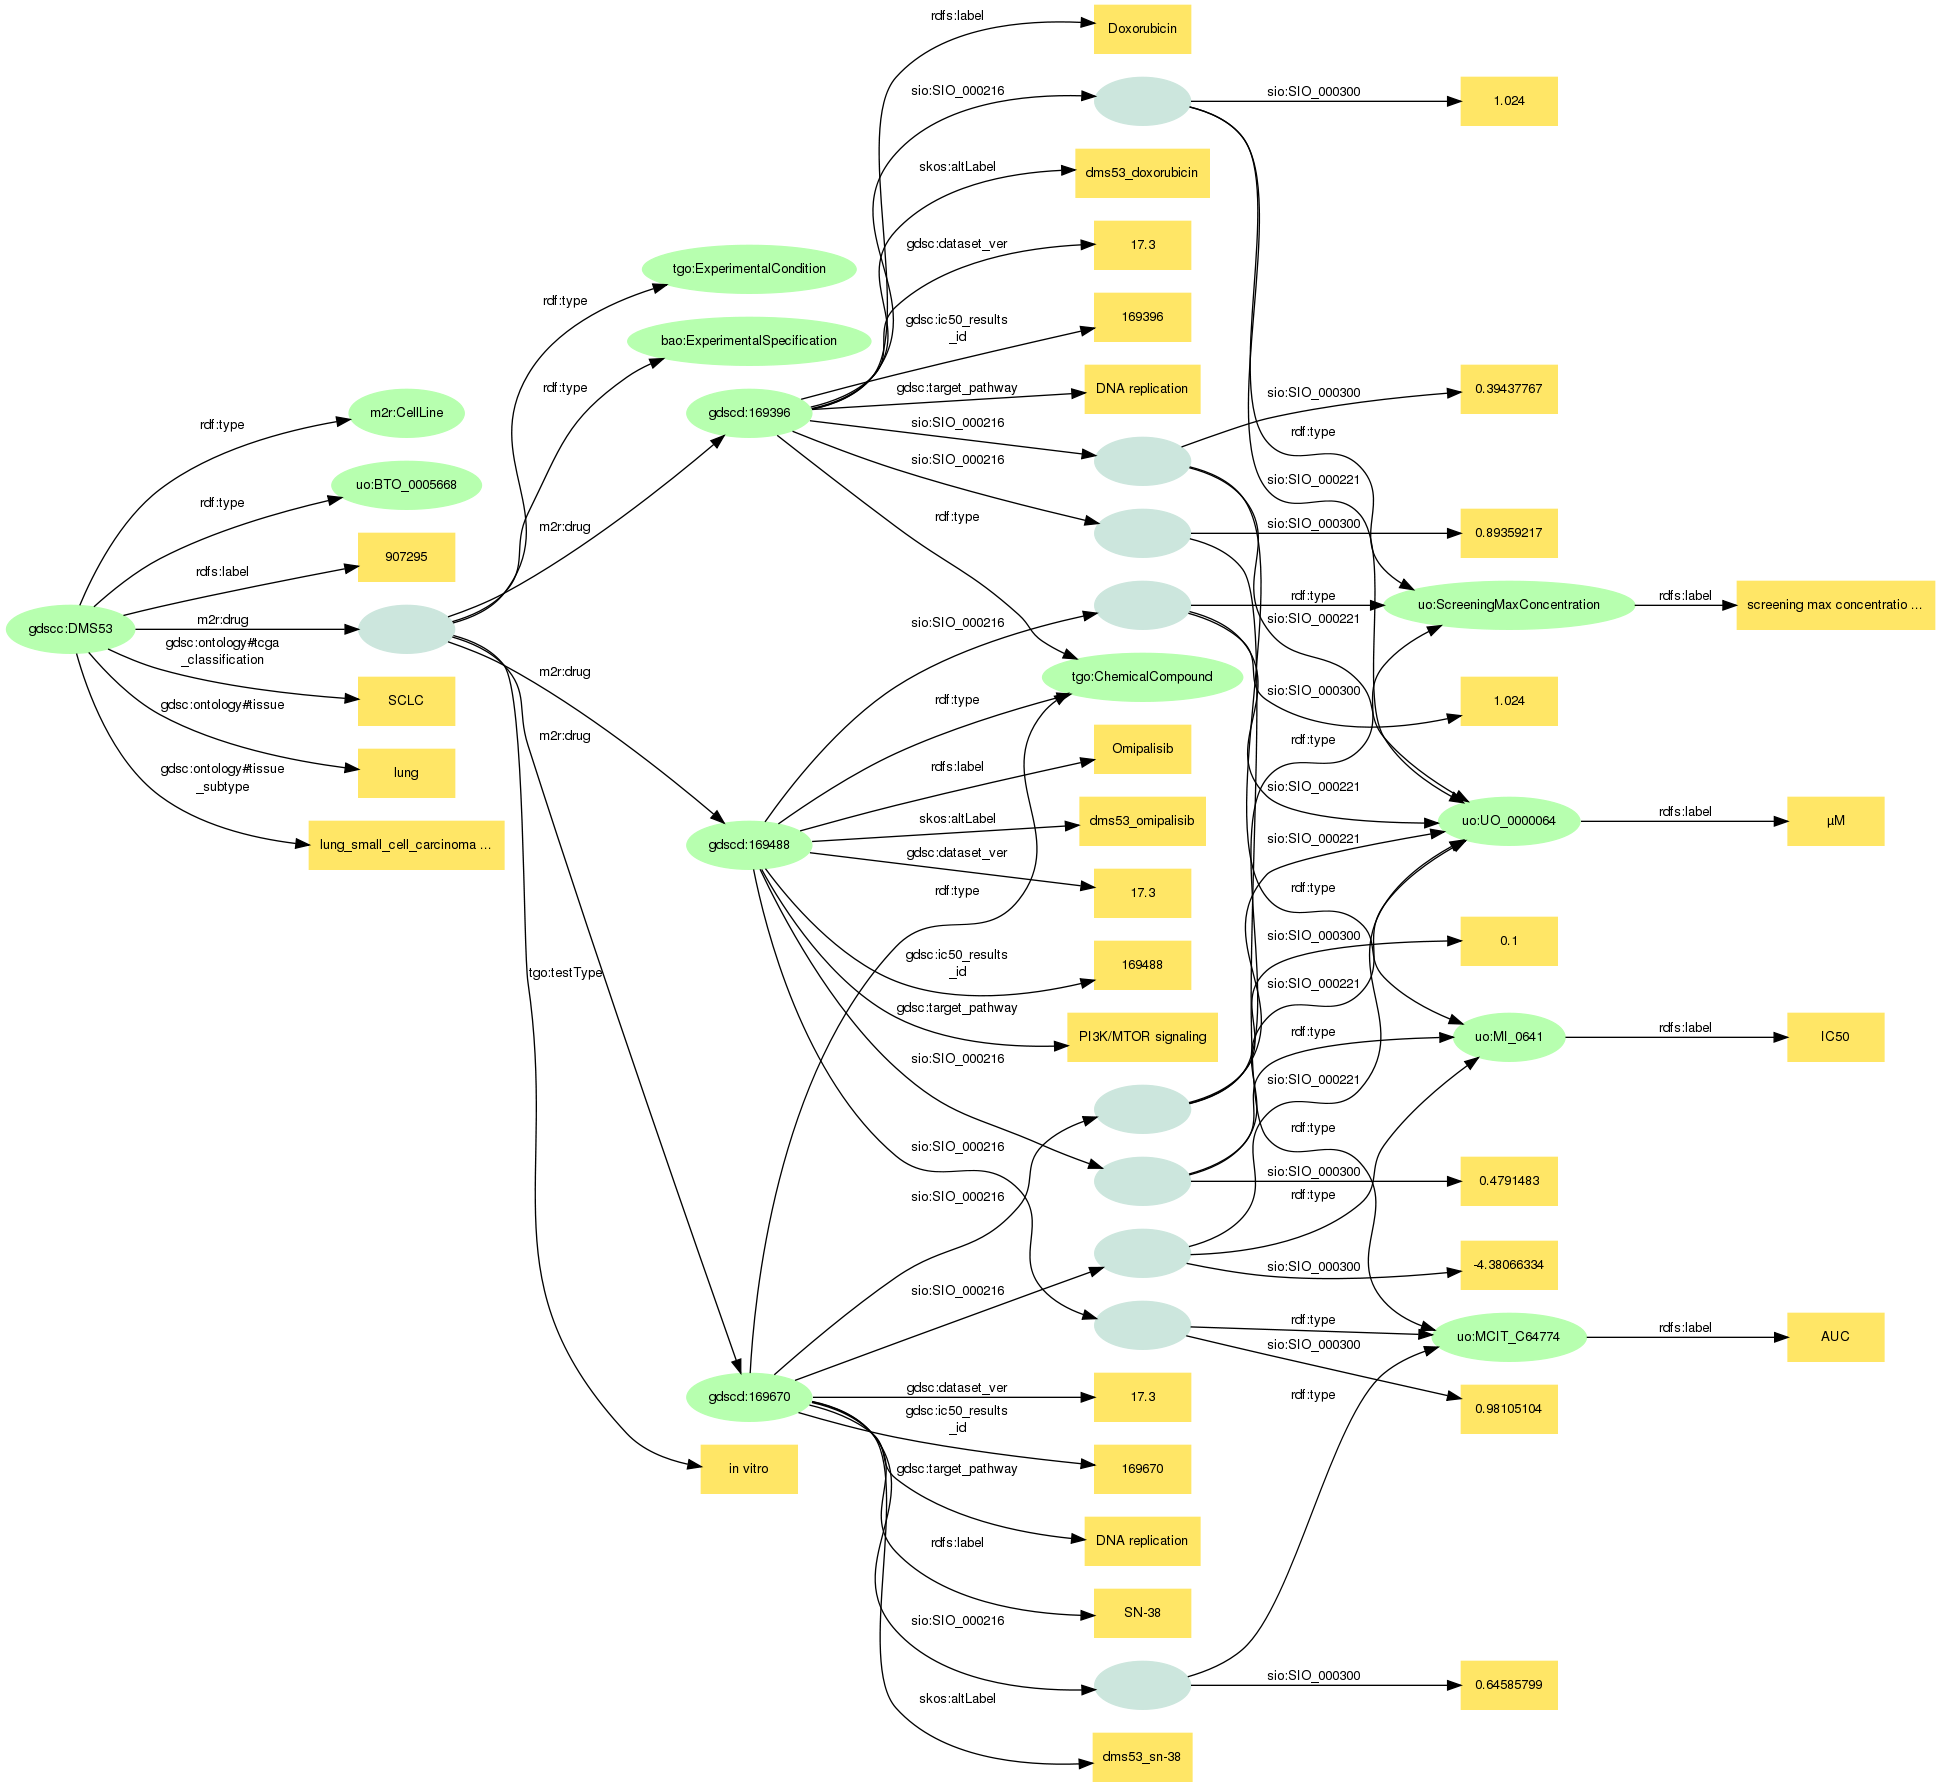 gdscc:DMS53
rdf:type
rdf:type
rdfs:label
m2r:drug
gdsc:ontology#tcga
_classification
gdsc:ontology#tissue
gdsc:ontology#tissue
_subtype
m2r:CellLine
uo:BTO_0005668
907295
SCLC
lung
lung_small_cell_carcinoma ...
rdf:type
rdf:type
m2r:drug
m2r:drug
m2r:drug
tgo:testType
tgo:ExperimentalCondition
bao:ExperimentalSpecification
gdscd:169396
gdscd:169488
gdscd:169670
in vitro
rdfs:label
sio:SIO_000216
skos:altLabel
gdsc:dataset_ver
gdsc:ic50_results
_id
gdsc:target_pathway
sio:SIO_000216
sio:SIO_000216
rdf:type
sio:SIO_000216
rdf:type
rdfs:label
skos:altLabel
gdsc:dataset_ver
rdf:type
gdsc:ic50_results
_id
gdsc:target_pathway
sio:SIO_000216
sio:SIO_000216
sio:SIO_000216
sio:SIO_000216
gdsc:dataset_ver
gdsc:ic50_results
_id
gdsc:target_pathway
rdfs:label
sio:SIO_000216
skos:altLabel
Doxorubicin
dms53_doxorubicin
17.3
169396
DNA replication
tgo:ChemicalCompound
Omipalisib
dms53_omipalisib
17.3
169488
PI3K/MTOR signaling
17.3
169670
DNA replication
SN-38
dms53_sn-38
sio:SIO_000300
sio:SIO_000300
rdf:type
sio:SIO_000221
sio:SIO_000300
rdf:type
sio:SIO_000221
sio:SIO_000300
rdf:type
sio:SIO_000221
sio:SIO_000221
rdf:type
sio:SIO_000300
sio:SIO_000221
rdf:type
sio:SIO_000221
rdf:type
sio:SIO_000300
rdf:type
sio:SIO_000300
rdf:type
sio:SIO_000300
rdf:type
sio:SIO_000300
1.024
0.39437767
0.89359217
uo:ScreeningMaxConcentration
1.024
uo:UO_0000064
0.1
uo:MI_0641
0.4791483
-4.38066334
uo:MCIT_C64774
0.98105104
0.64585799
rdfs:label
rdfs:label
rdfs:label
rdfs:label
screening max concentratio ...
µM
IC50
AUC